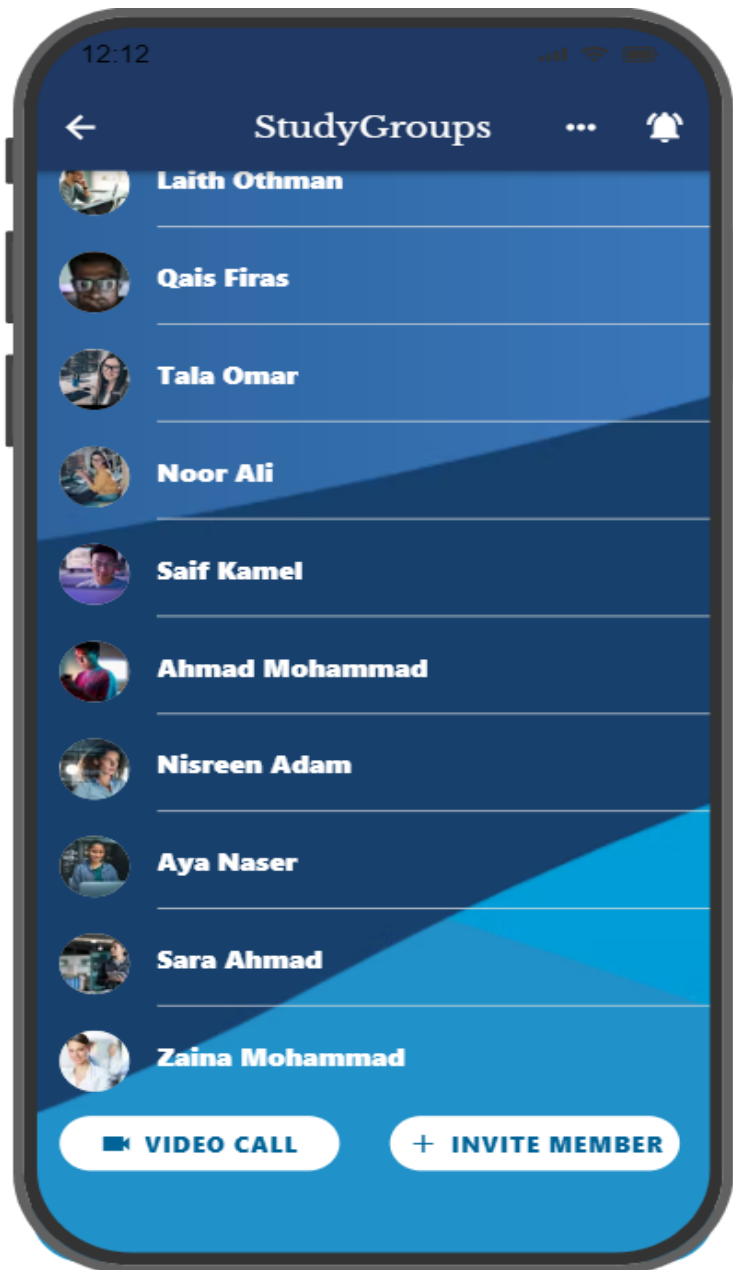 12:12
StudyGroups
Laith Othman
Qais Firas
Tala Omar
Noor Ali
Saif Kamel
Ahmad Mohammad
Nisreen Adam
Aya Naser
Sara Ahmad
Zaina Mohammad
VIDEO CALL
+ INVITE MEMBER